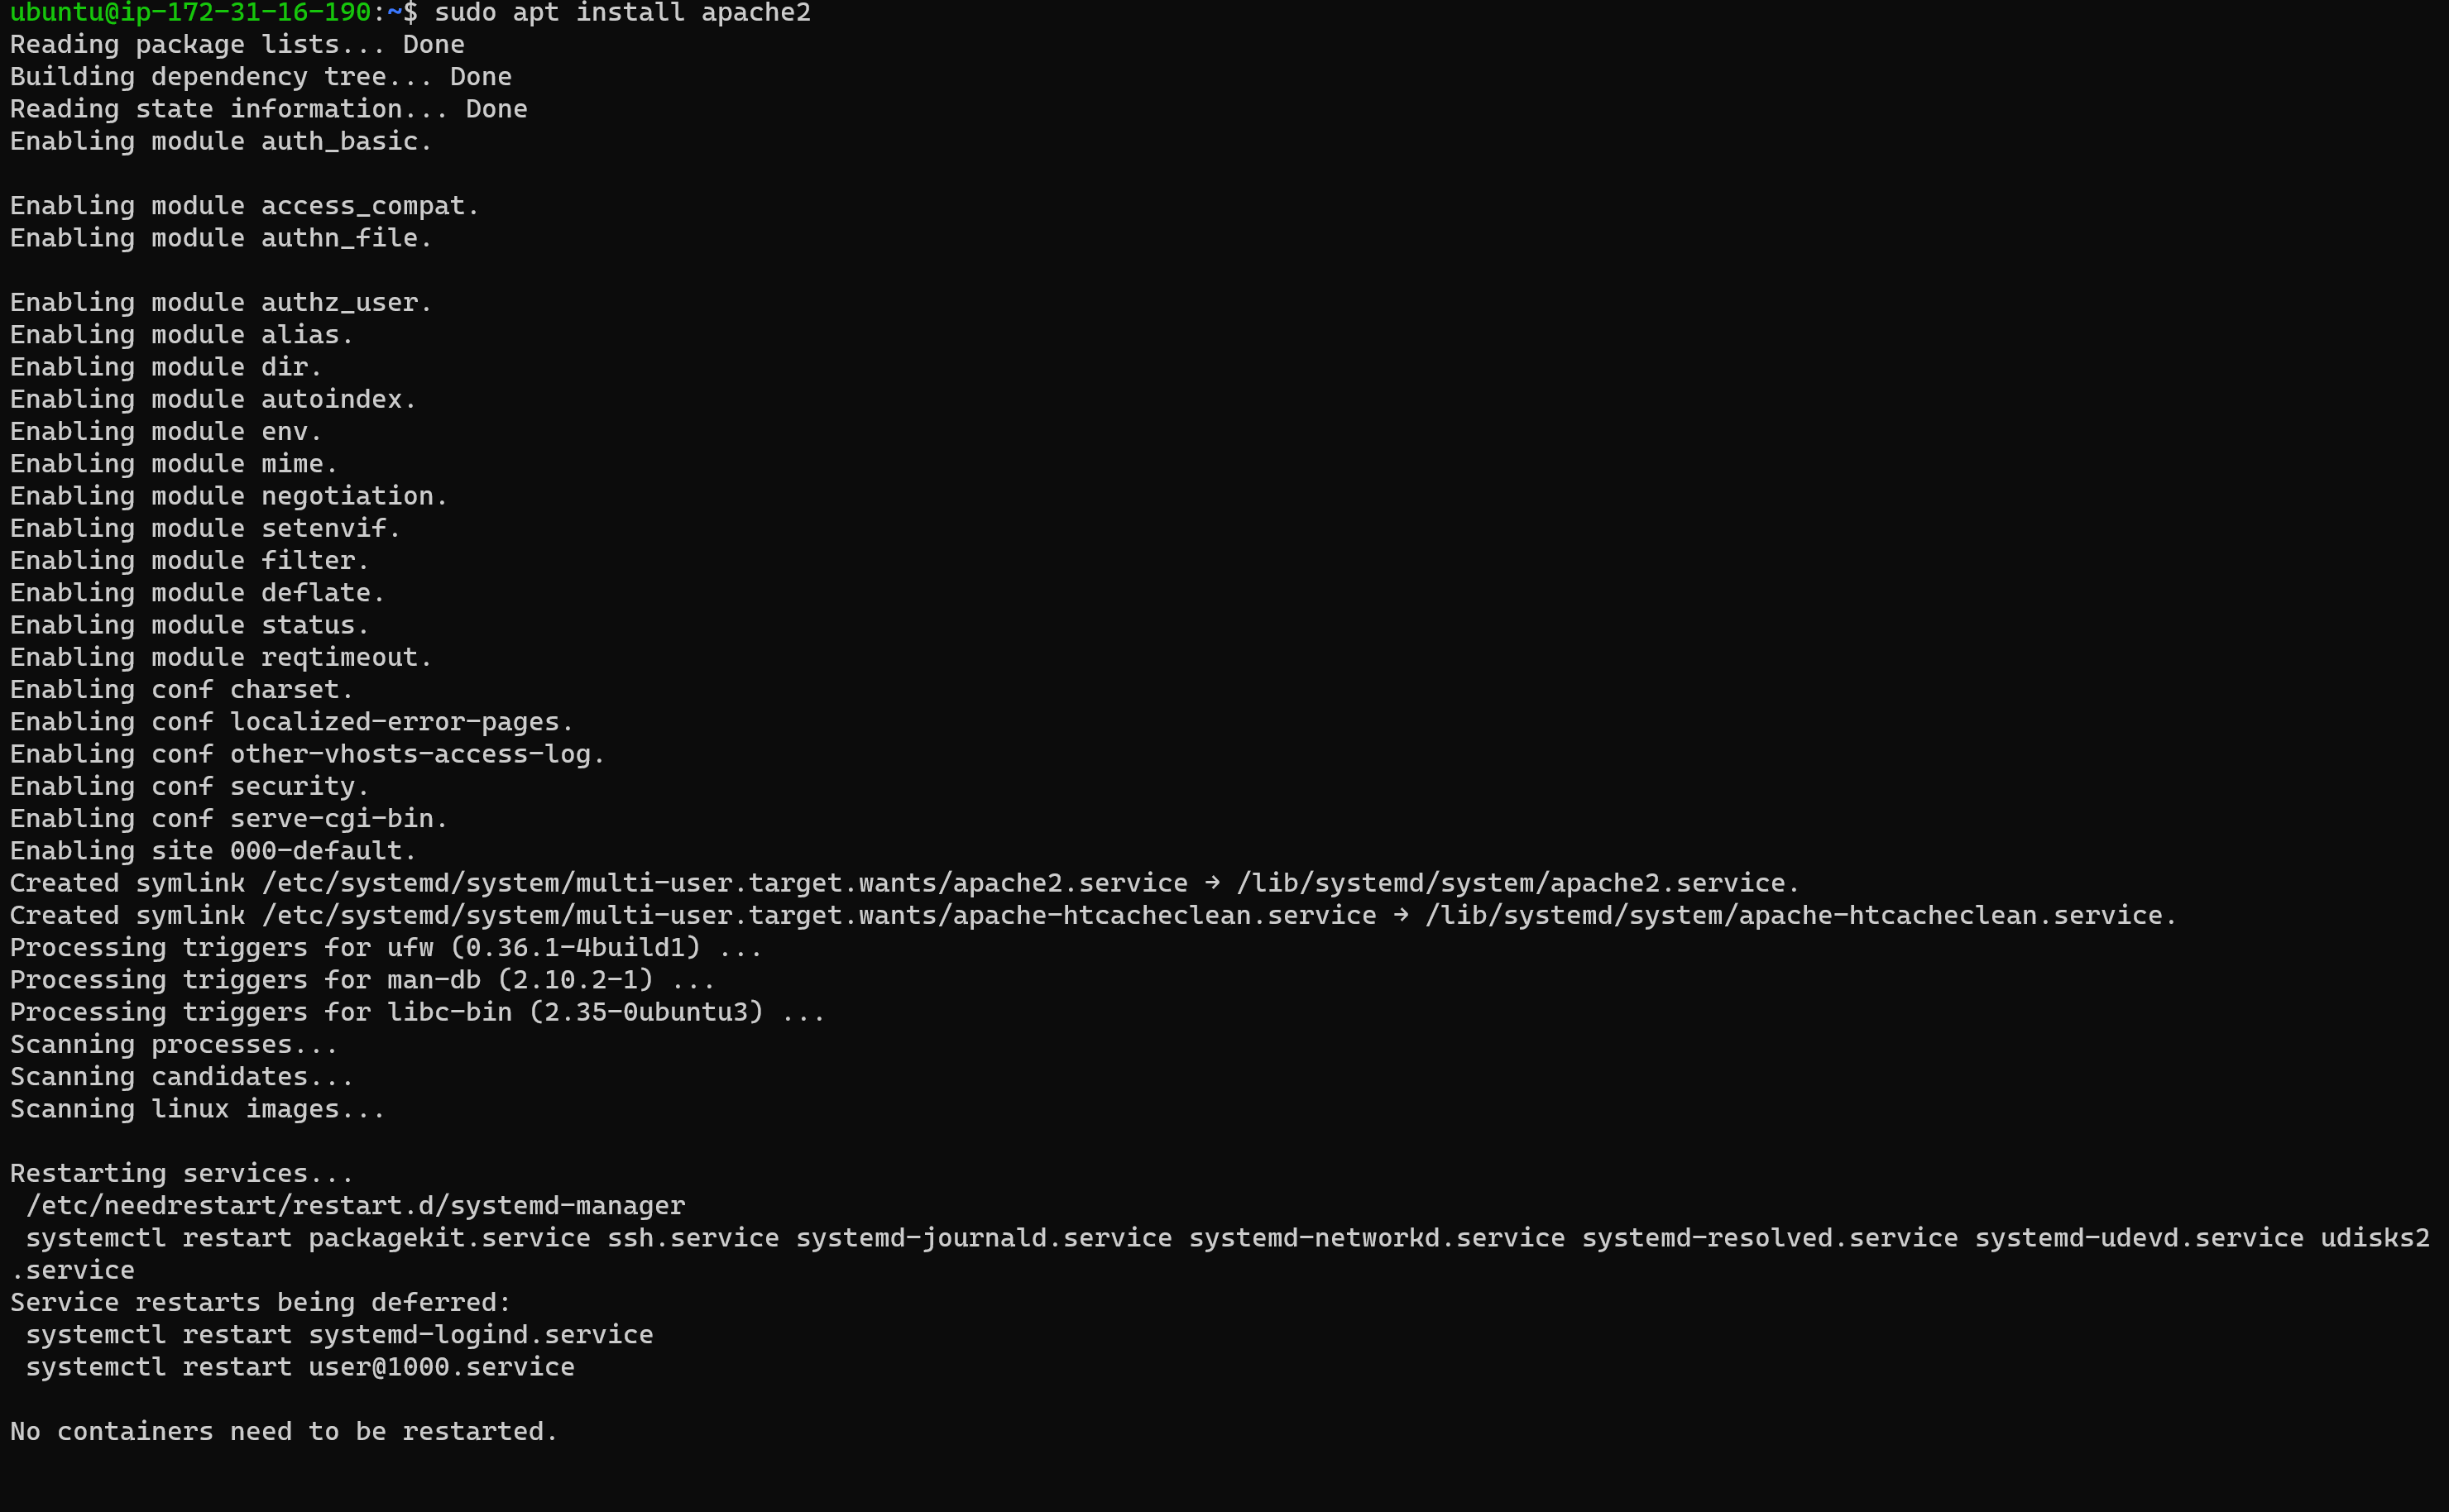 ubuntu@ip-172-31-16-190:~$ sudo apt install apache2
Reading package lists... Done
Building dependency tree... Done
Reading state information... Done
Enabling module auth_basic.
Enabling module access_compat.
Enabling module authn_file.
Enabling module authz_user.
Enabling module alias.
Enabling module dir.
Enabling module autoindex.
Enabling module env.
Enabling module mime.
Enabling module negotiation.
Enabling module setenvif.
Enabling module filter.
Enabling module deflate.
Enabling module status.
Enabling module reqtimeout.
Enabling conf charset.
Enabling conf localized-error-pages.
Enabling conf other-vhosts-access-log.
Enabling conf security.
Enabling conf serve-cgi-bin.
Enabling site 000-default.
Created symlink /etc/systemd/system/multi-user.target.wants/apache2.service → /lib/systemd/system/apache2.service.
Created symlink /etc/systemd/system/multi-user.target.wants/apache-htcacheclean.service → /lib/systemd/system/apache-htcacheclean.service.
Processing triggers for ufw (0.36.1-4build1) ...
Processing triggers for man-db (2.10.2-1) ...
Processing triggers for libc-bin (2.35-0ubuntu3) ...
Scanning processes...
Scanning candidates...
Scanning linux images...
Restarting services...
 /etc/needrestart/restart.d/systemd-manager
 systemctl restart packagekit.service ssh.service systemd-journald.service systemd-networkd.service systemd-resolved.service systemd-udevd.service udisks2
.service
Service restarts being deferred:
 systemctl restart systemd-logind.service
 systemctl restart user@1000.service
No containers need to be restarted.